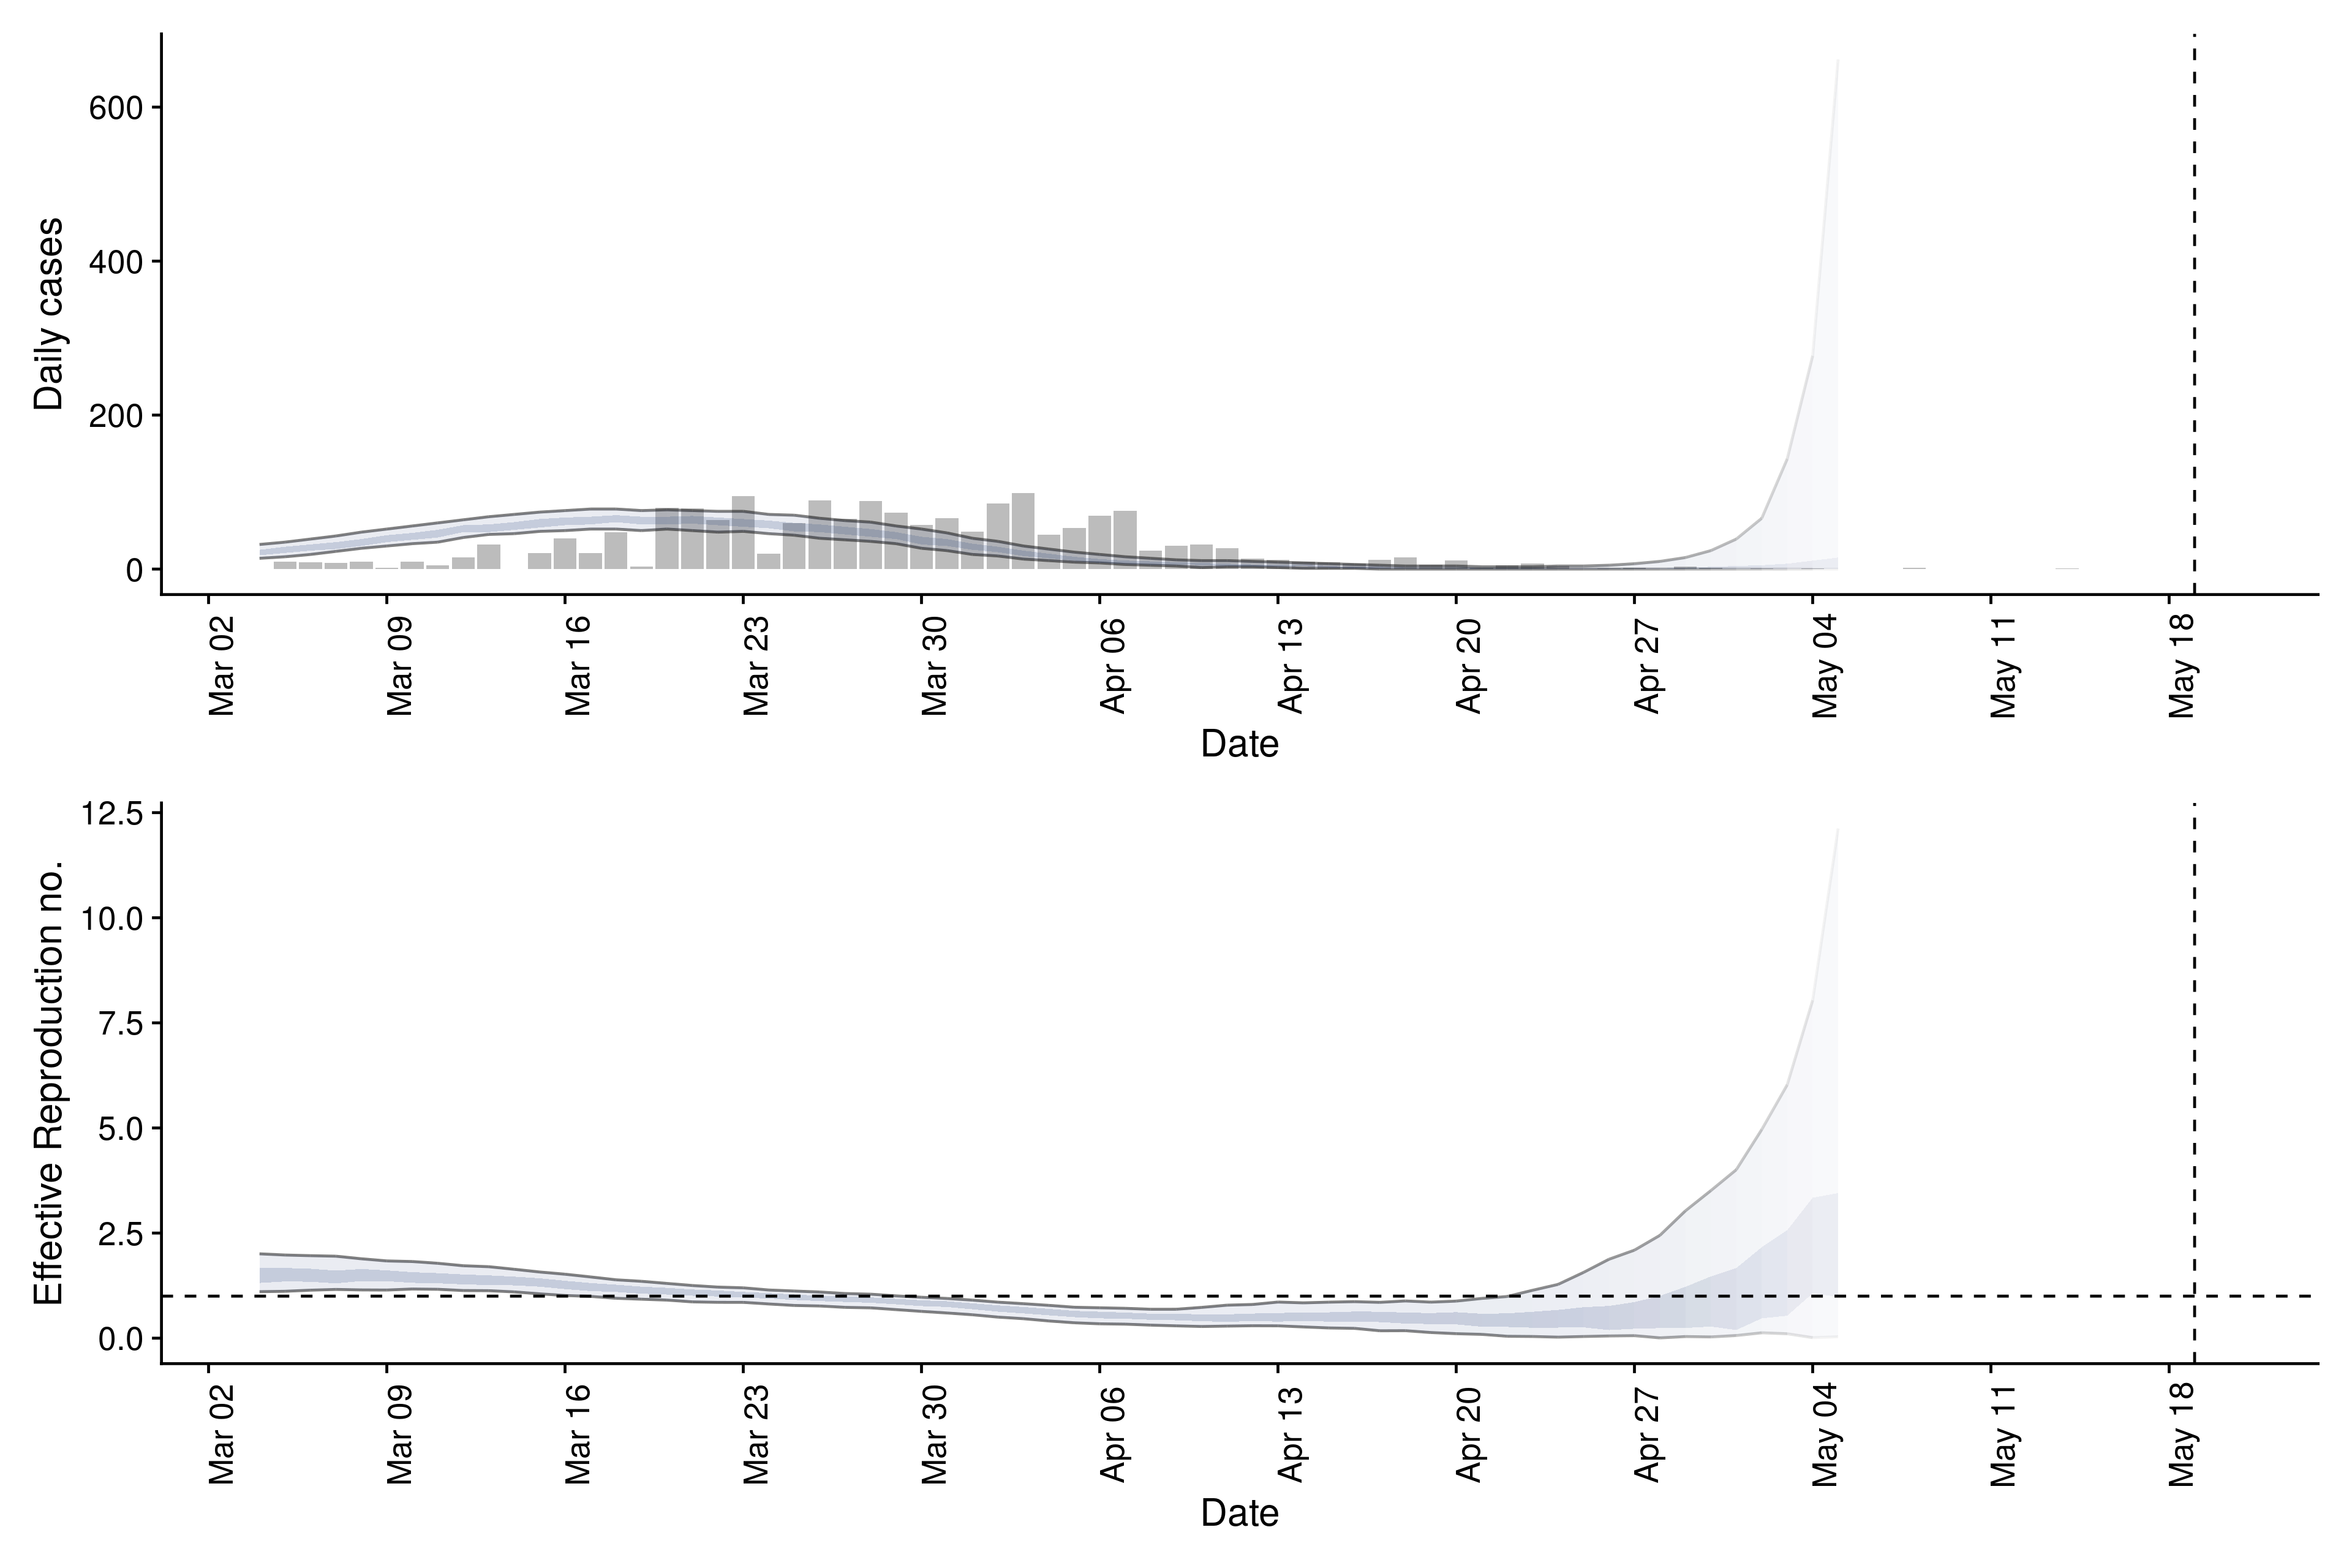 Daily cases
600
400
200
0
Mar 02
Mar 09
Mar 16
Mar 23
Mar 30
Apr 06
Apr 13
Apr 20
Apr 27
May 04
May 11
May 18
Date
Effective Reproduction no.
12.5
10.0
7.5
5.0
2.5
0.0
Mar 02
Mar 09
Mar 16
Mar 23
Mar 30
Apr 06
Apr 13
Apr 20
Apr 27
May 04
May 11
May 18
Date